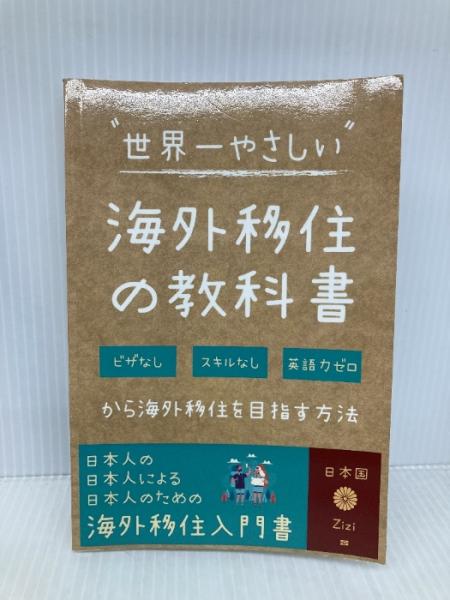 "世界一やさしい"
海外移住
の教科書
ビザなし スキルなし 英語力ゼロ
から海外移住を目指す方法
日本人の
日本人による
日本人のための
海外移住入門書
日本国
Zizi